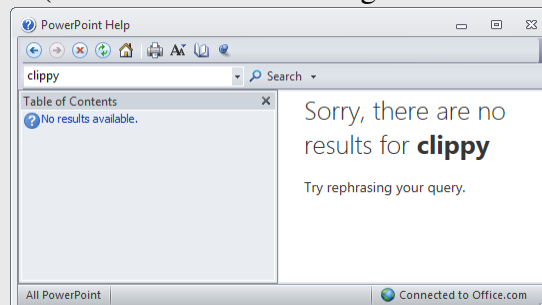 PowerPoint Help
clippy
Search
Table of Contents
No results available.
Sorry, there are no
results for clippy
Try rephrasing your query.
All PowerPoint
Connected to Office.com